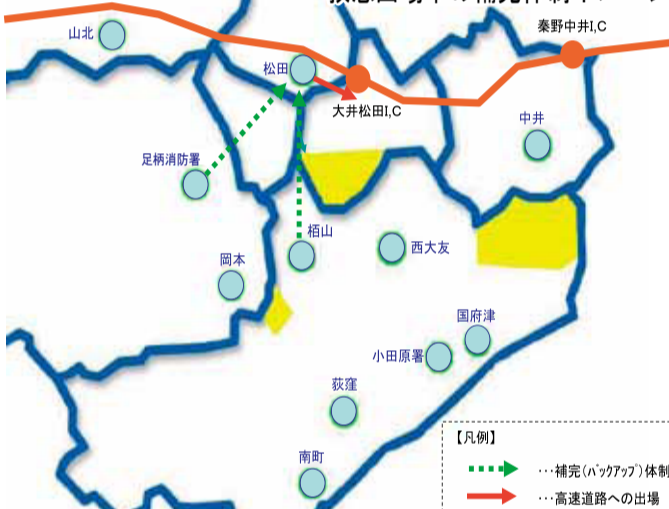 秦野中井I,C
山北
松田
大井松田I,C
中井
足柄消防署
栢山
西大友
岡本
国府津
小田原署
荻窪
南町
【凡例】
…補完(ﾊﾞｯｸｱｯﾌﾟ)体制
…高速道路への出場